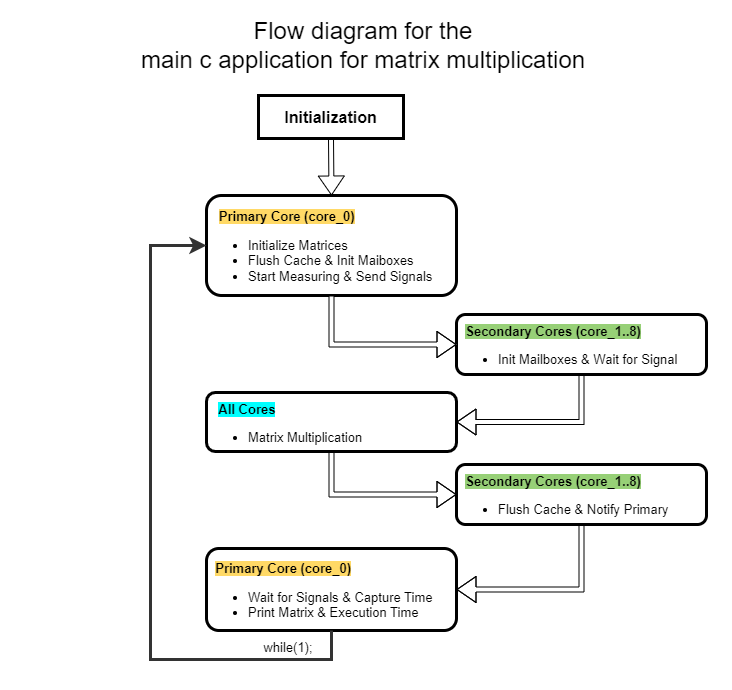 Flow diagram for the
main c application for matrix multiplication
Initialization
Primary Core (core_0)
• Initialize Matrices
• Flush Cache & Init Maiboxes
• Start Measuring & Send Signals
Secondary Cores (core_1..8)
• Init Mailboxes & Wait for Signal
All Cores
• Matrix Multiplication
Secondary Cores (core_1..8)
• Flush Cache & Notify Primary
Primary Core (core_0)
• Wait for Signals & Capture Time
• Print Matrix & Execution Time
while(1);